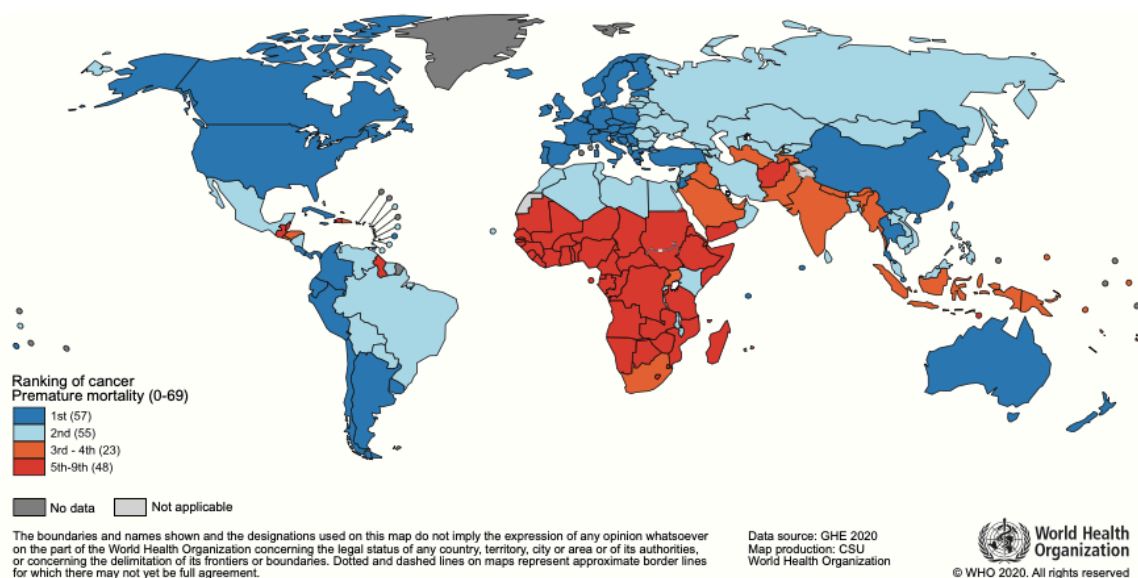 Ranking of cancer
Premature mortality (0-69)
1st (57)
2nd (55)
3rd - 4th (23)
5th-9th (48)
No data
Not applicable
The boundaries and names shown and the designations used on this map do not imply the expression of any opinion whatsoever
on the part of the World Health Organization concerning the legal status of any country, territory, city or area or of its authorities,
or concerning the delimitation of its frontiers or boundaries. Dotted and dashed lines on maps represent approximate border lines
for which there may not yet be full agreement.
Data source: GHE 2020
Map production: CSU
World Health Organization
World Health
Organization
© WHO 2020. All rights reserved